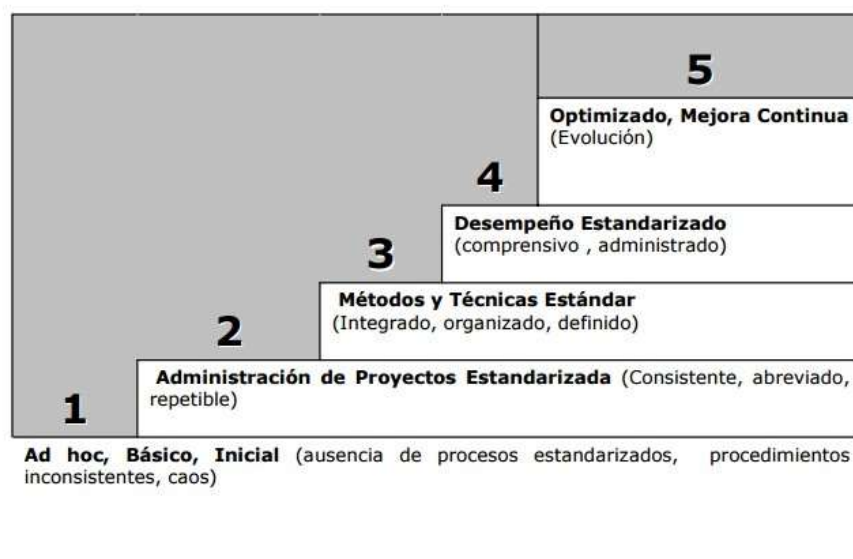 5
Optimizado, Mejora Continua
(Evolución)
4
Desempeño Estandarizado
(comprensivo , administrado)
3
Métodos y Técnicas Estándar
(Integrado, organizado, definido)
2
Administración de Proyectos Estandarizada (Consistente, abreviado,
repetible)
1
Ad hoc, Básico, Inicial (ausencia de procesos estandarizados, procedimientos
inconsistentes, caos)